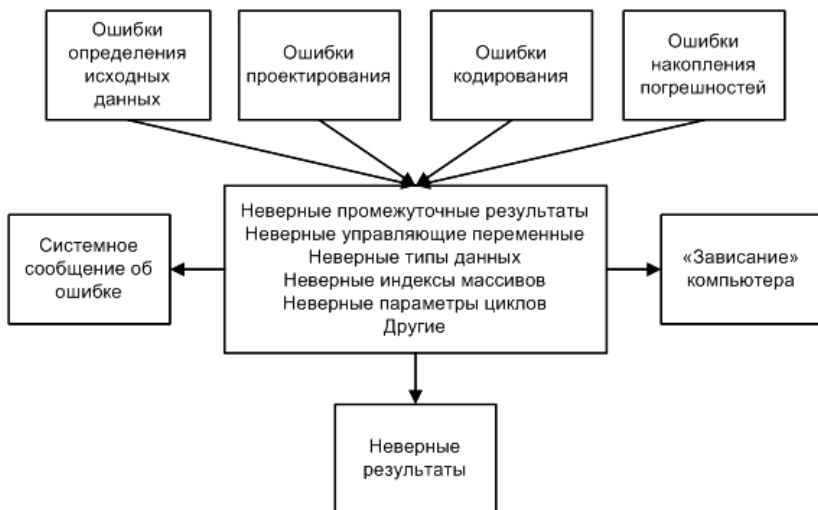 Ошибки
определения
исходных
данных
Ошибки
проектирования
Ошибки
кодирования
Ошибки
накопления
погрешностей
Неверные промежуточные результаты
Неверные управляющие переменные
Неверные типы данных
Неверные индексы массивов
Неверные параметры циклов
Другие
Системное
сообщение об
ошибке
«Зависание»
компьютера
Неверные
результаты